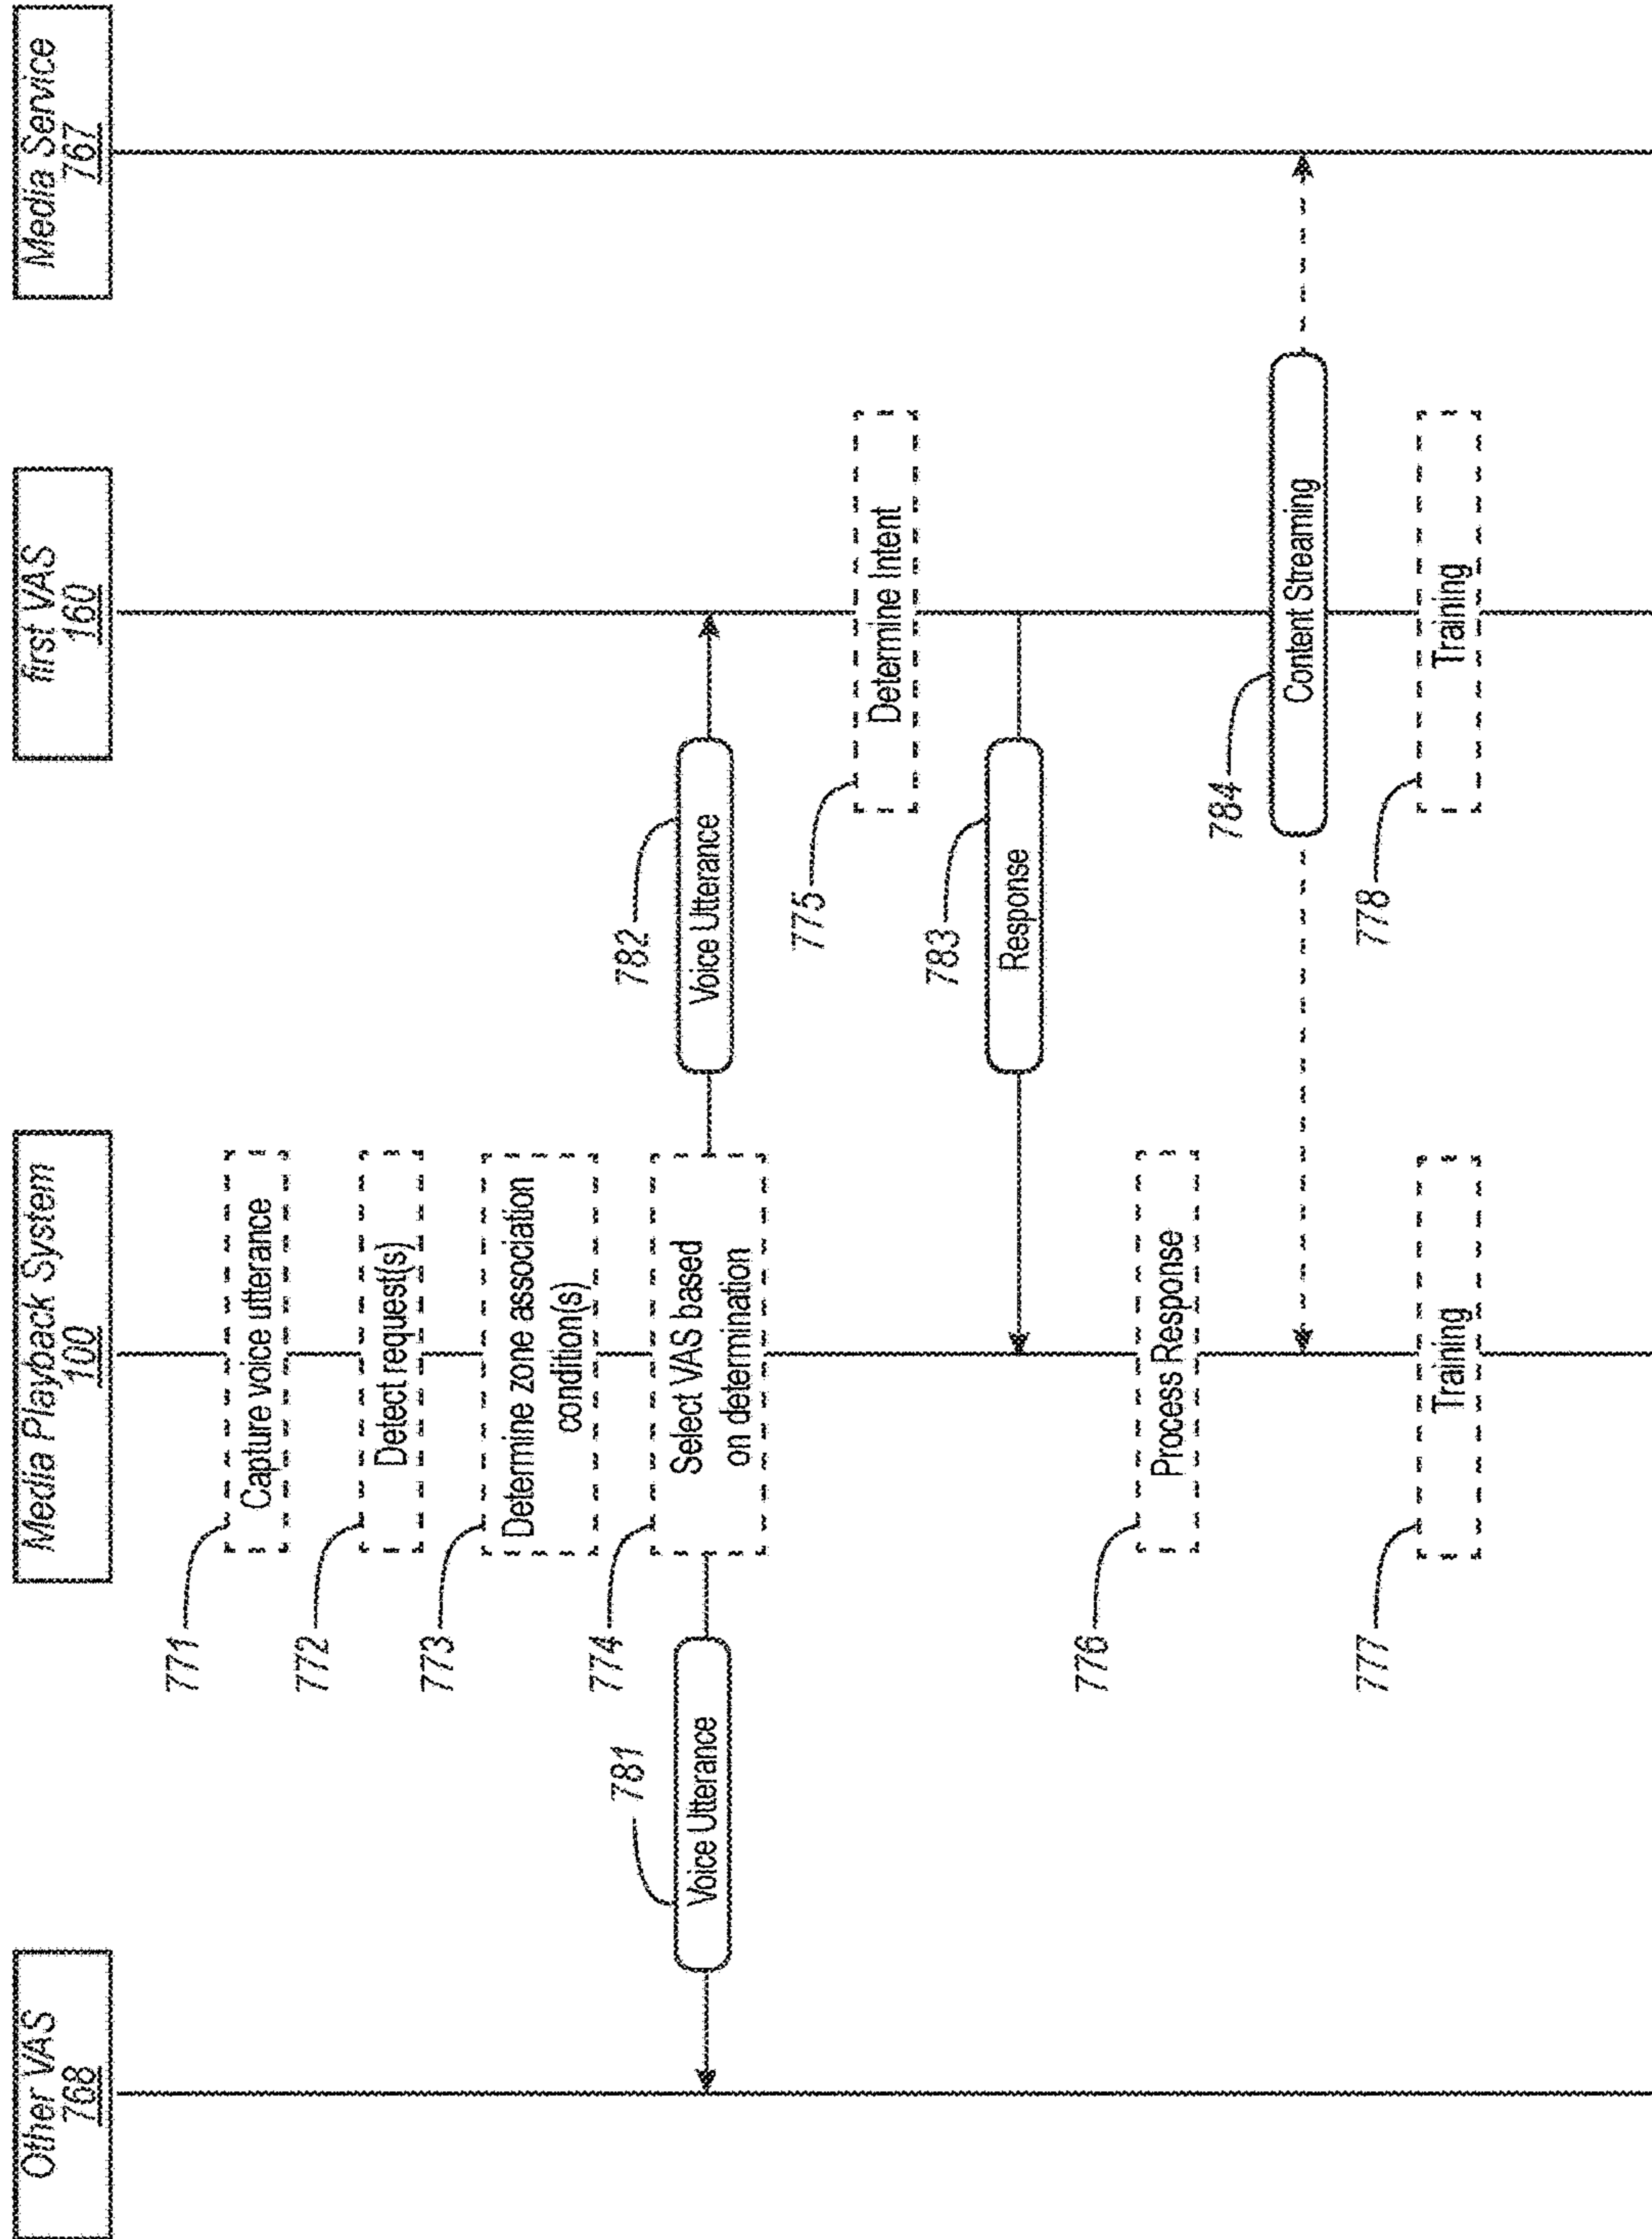 Other VAS
768
Media Playback System
100
first VAS
160
Media Service
767
771
Capture voice utterance
772
Detect request(s)
773
Determine zone association
condition(s)
774
Select VAS based
on determination
781
Voice Utterance
782
Voice Utterance
775
Determine Intent
783
Response
776
Process Response
784
Content Streaming
777
Training
778
Training